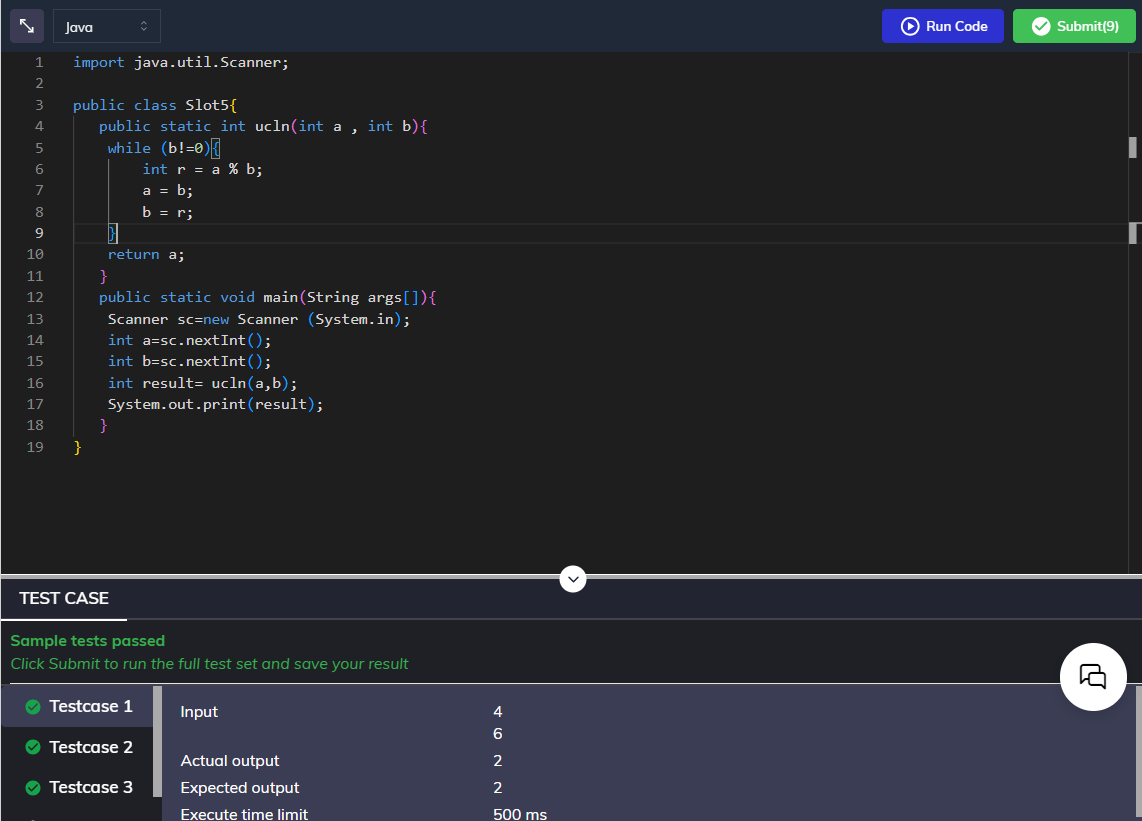 Java
Run Code
Submit(9)
1 import java.util.Scanner;
2
3 public class Slot5{
4 public static int ucln(int a , int b){
5 while (b!=0){
6 int r = a % b;
7 a = b;
8 b = r;
9 }
10 return a;
11 }
12 public static void main(String args[]){
13 Scanner sc=new Scanner (System.in);
14 int a=sc.nextInt();
15 int b=sc.nextInt();
16 int result= ucln(a,b);
17 System.out.print(result);
18 }
19 }
TEST CASE
Sample tests passed
Click Submit to run the full test set and save your result
Testcase 1
Testcase 2
Testcase 3
Input 4
6
Actual output 2
Expected output 2
Execute time limit 500 ms